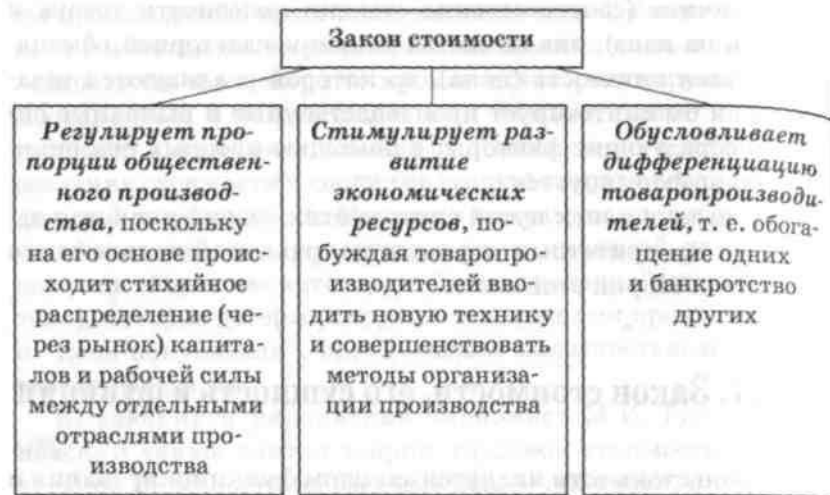 Закон стоимости
Регулирует про-
порции обществен-
ного производ-
ства, поскольку
на его основе проис-
ходит стихийное
распределение (че-
рез рынок) капита-
лов и рабочей силы
между отдельными
отраслями про-
изводства
Стимулирует раз-
витие
экономических
ресурсов, по-
буждая товаропро-
изводителей вво-
дить новую технику
и совершенствовать
методы организа-
ции производства
Обусловливает
дифференциацию
товаропроизводи-
телей, т. е. обога-
щение одних
и банкротство
других